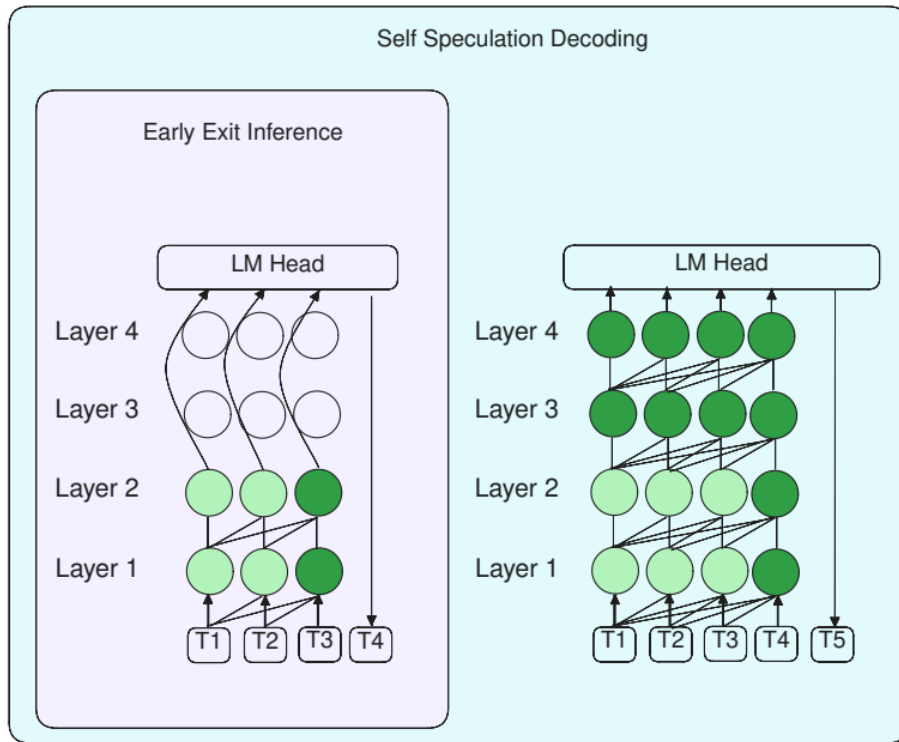 Self Speculation Decoding
Early Exit Inference
LM Head
Layer 4
Layer 3
Layer 2
Layer 1
T1 T2 T3 T4
LM Head
Layer 4
Layer 3
Layer 2
Layer 1
T1 T2 T3 T4 T5